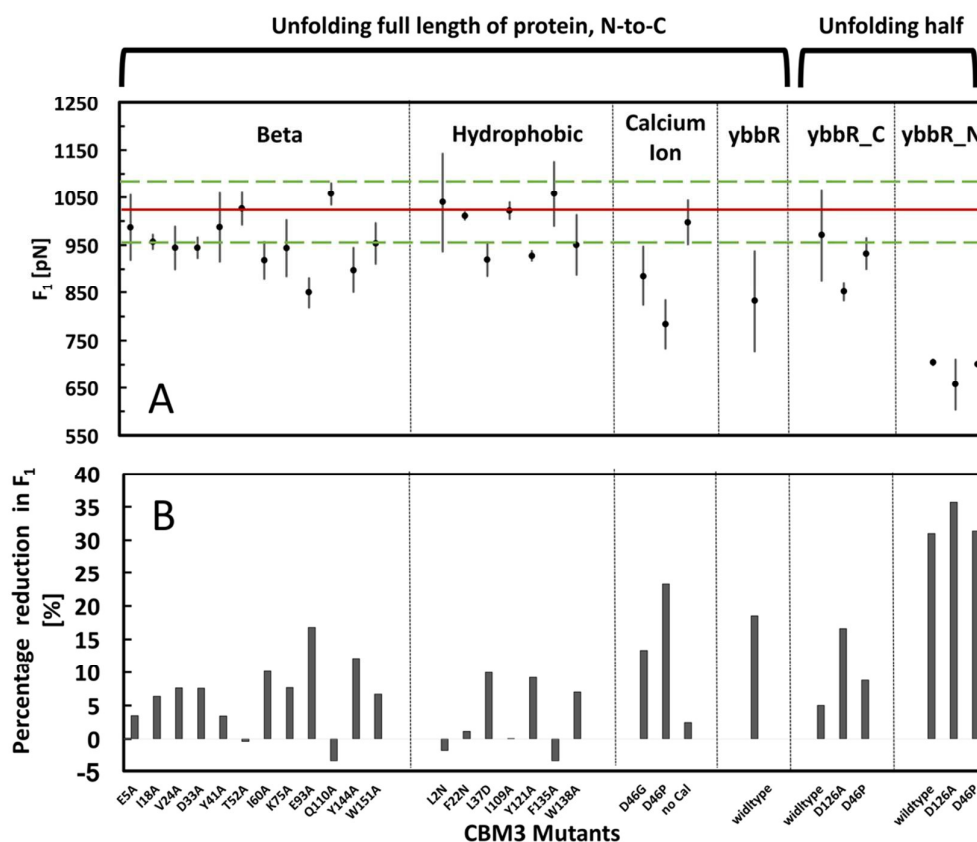 Unfolding full length of protein, N-to-C
Unfolding half
1250
1150
1050
950
850
750
650
550
F1 [pN]
Beta
Hydrophobic
Calcium
Ion
ybbR
ybbR_C
ybbR_N
A
40
35
30
25
20
15
10
5
0
-5
Percentage reduction in F1
[%]
B
E5A
I18A
V24A
D33A
Y41A
T52A
I60A
K75A
E93A
Q110A
Y144A
W151A
L2N
F22N
L37D
I109A
Y121A
F135A
W138A
D46G
D46P
no Cal
widltype
widltype
D126A
D46P
wildtype
D126A
D46P
CBM3 Mutants